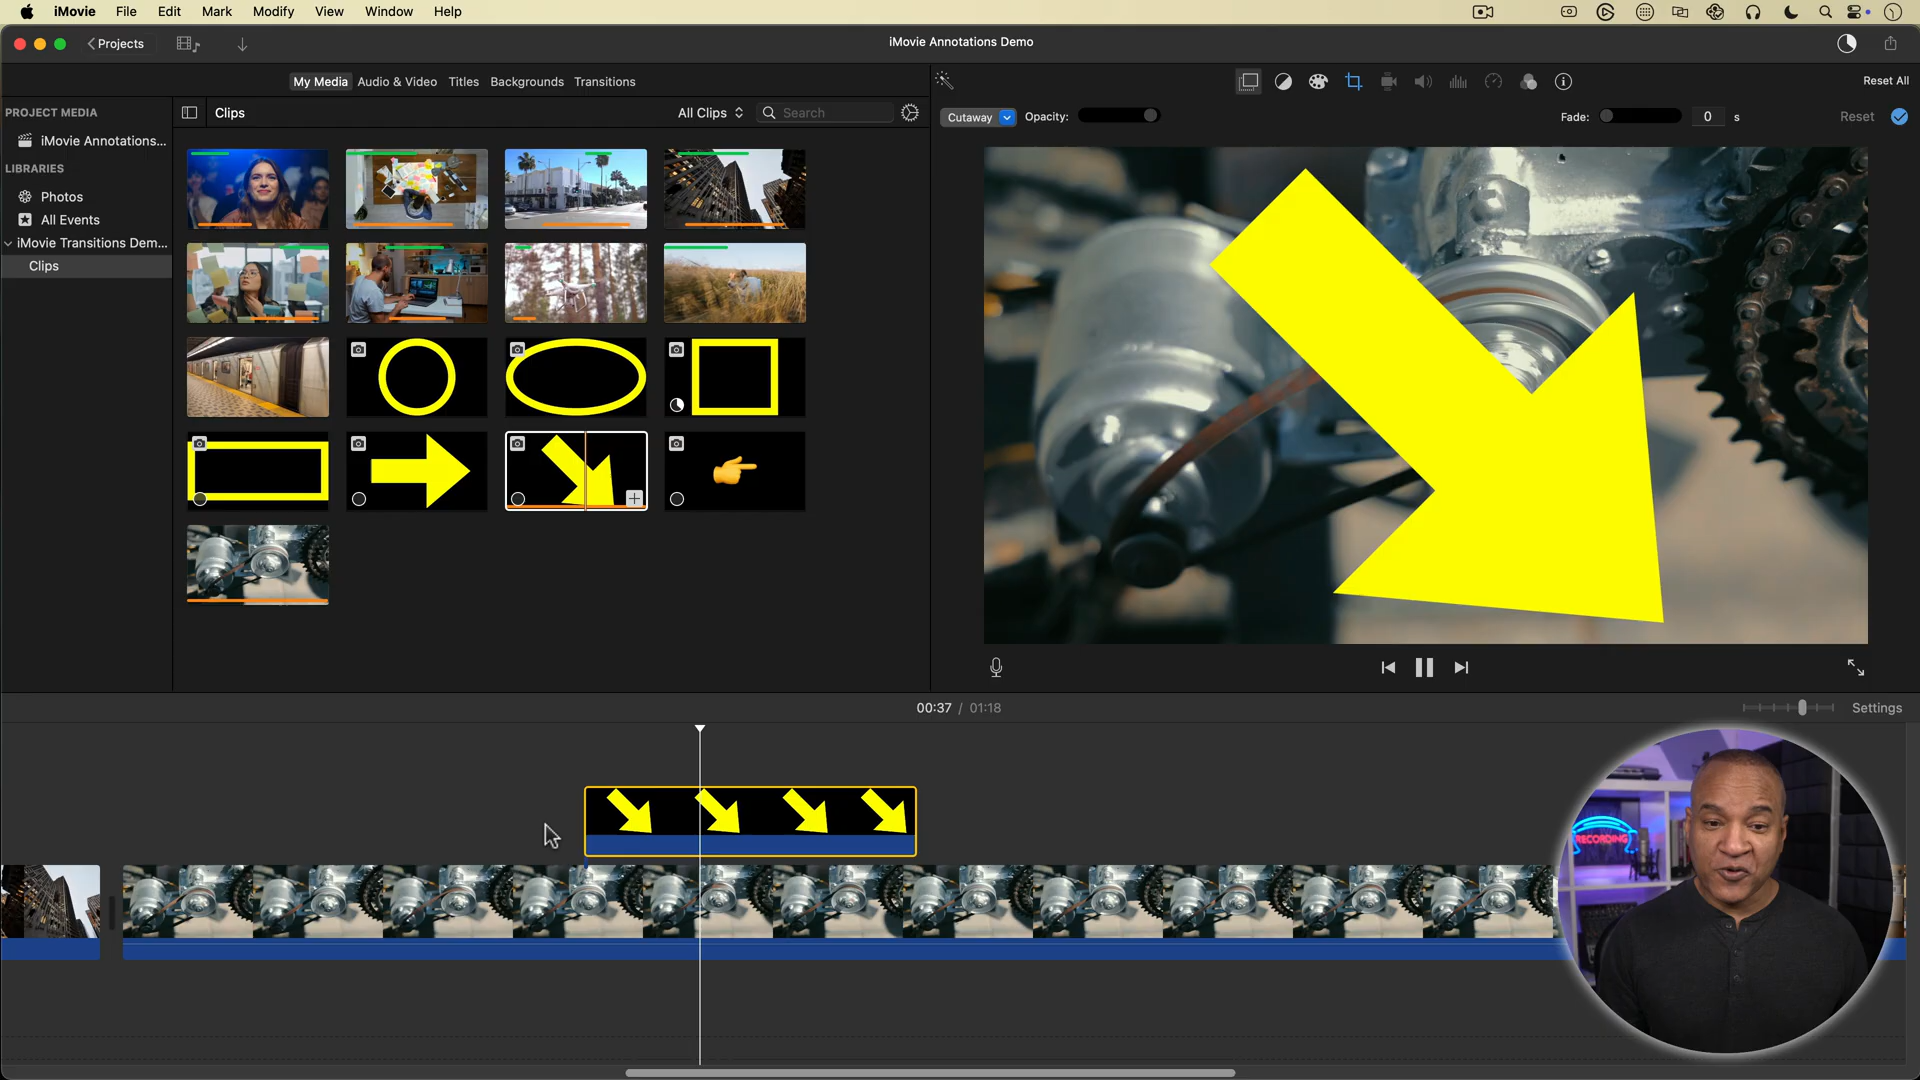 iMovie File Edit Mark Modify View Window Help
Projects
iMovie Annotations Demo
My Media Audio & Video Titles Backgrounds Transitions
Reset All
PROJECT MEDIA
Clips
All Clips
Search
Cutaway
Opacity:
Fade:
0 s
Reset
iMovie Annotations...
LIBRARIES
Photos
All Events
iMovie Transitions Dem...
Clips
00:37 / 01:18
Settings
RECORDING